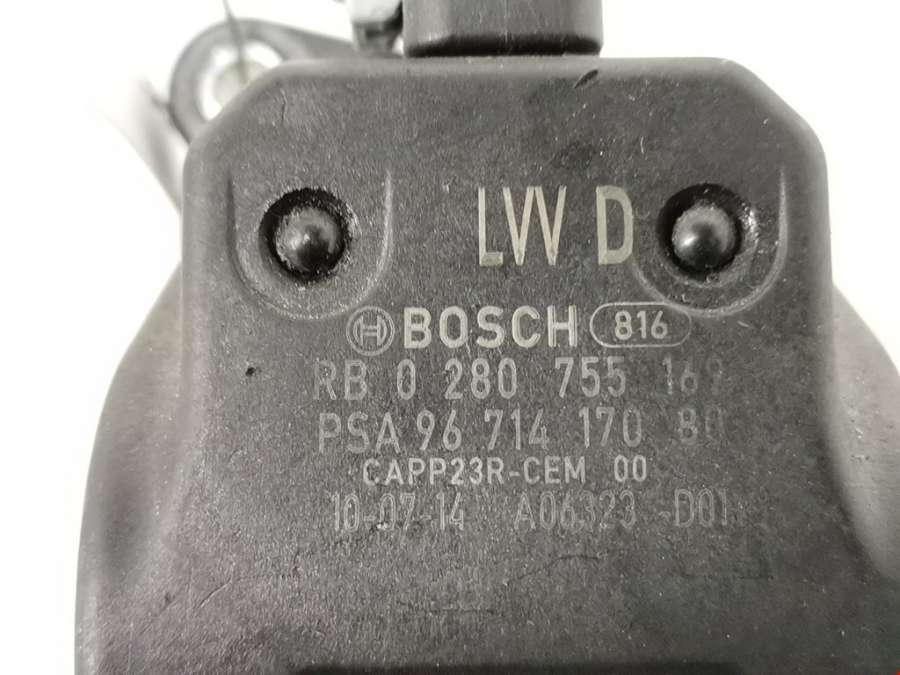 LW D
BOSCH 816
RB 0 280 755 169
PSA 96 714 170 80
CAPP23R-CEM 00
10-07-14 A06323 -D01